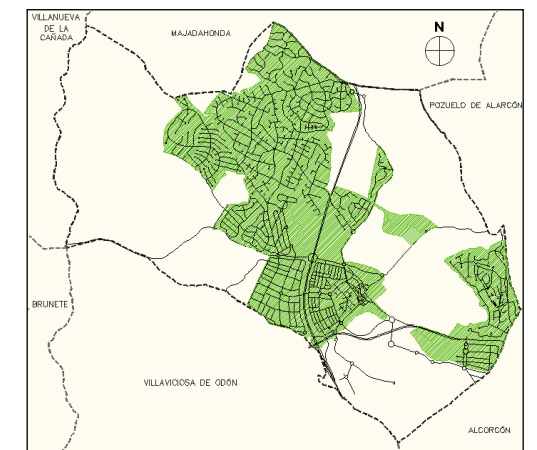 VILLANUEVA
DE LA
CAÑADA
MAJADAHONDA
N
POZUELO DE ALARCÓN
BRUNETE
VILLAVICIOSA DE ODÓN
ALCORCÓN